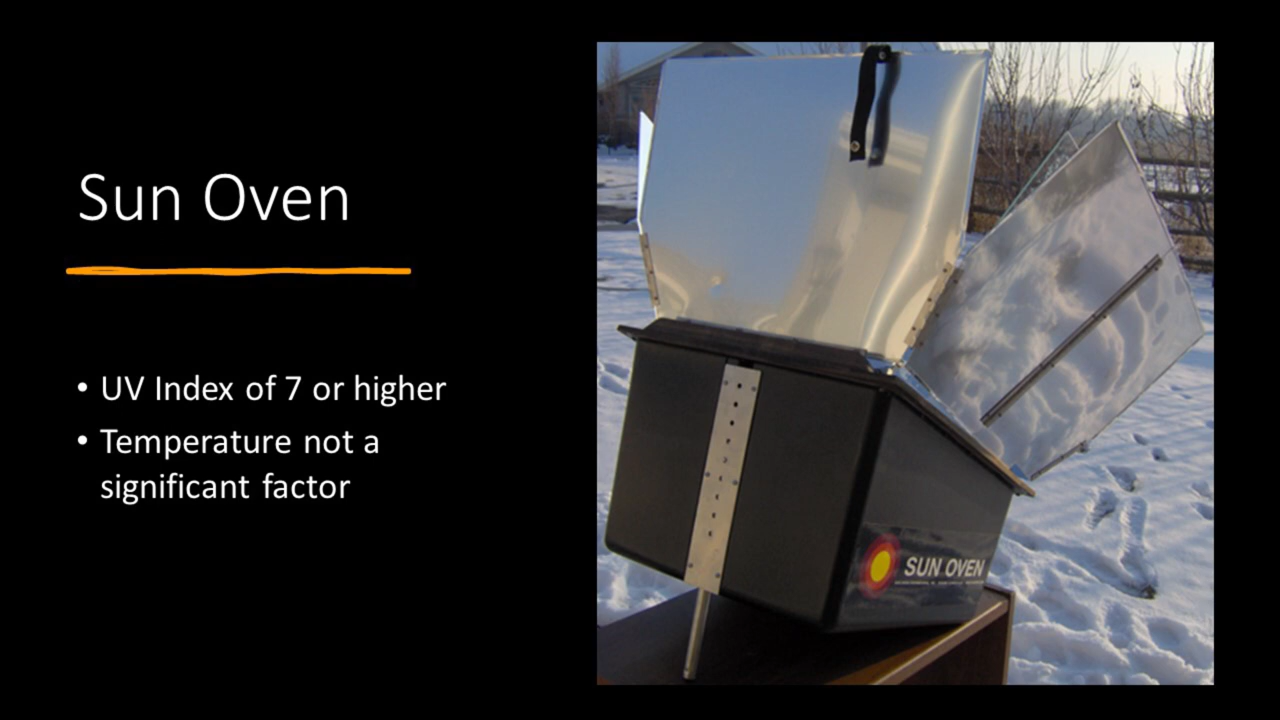 Sun Oven
• UV Index of 7 or higher
• Temperature not a
significant factor
SUN OVEN